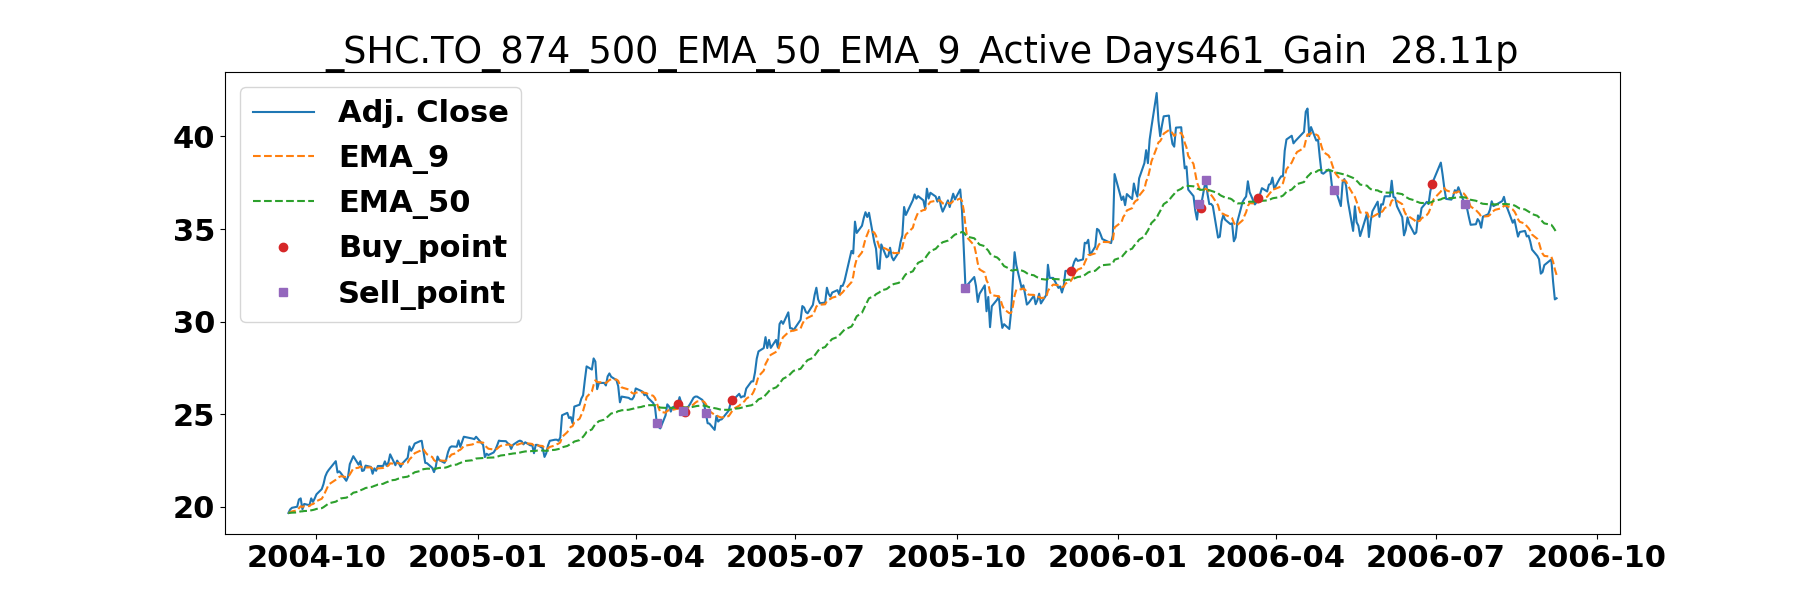 _SHC.TO_874_500_EMA_50_EMA_9_Active Days461_Gain  28.11p
Adj. Close
EMA_9
EMA_50
Buy_point
Sell_point
40
35
30
25
20
2004-10 2005-01 2005-04 2005-07 2005-10 2006-01 2006-04 2006-07 2006-10